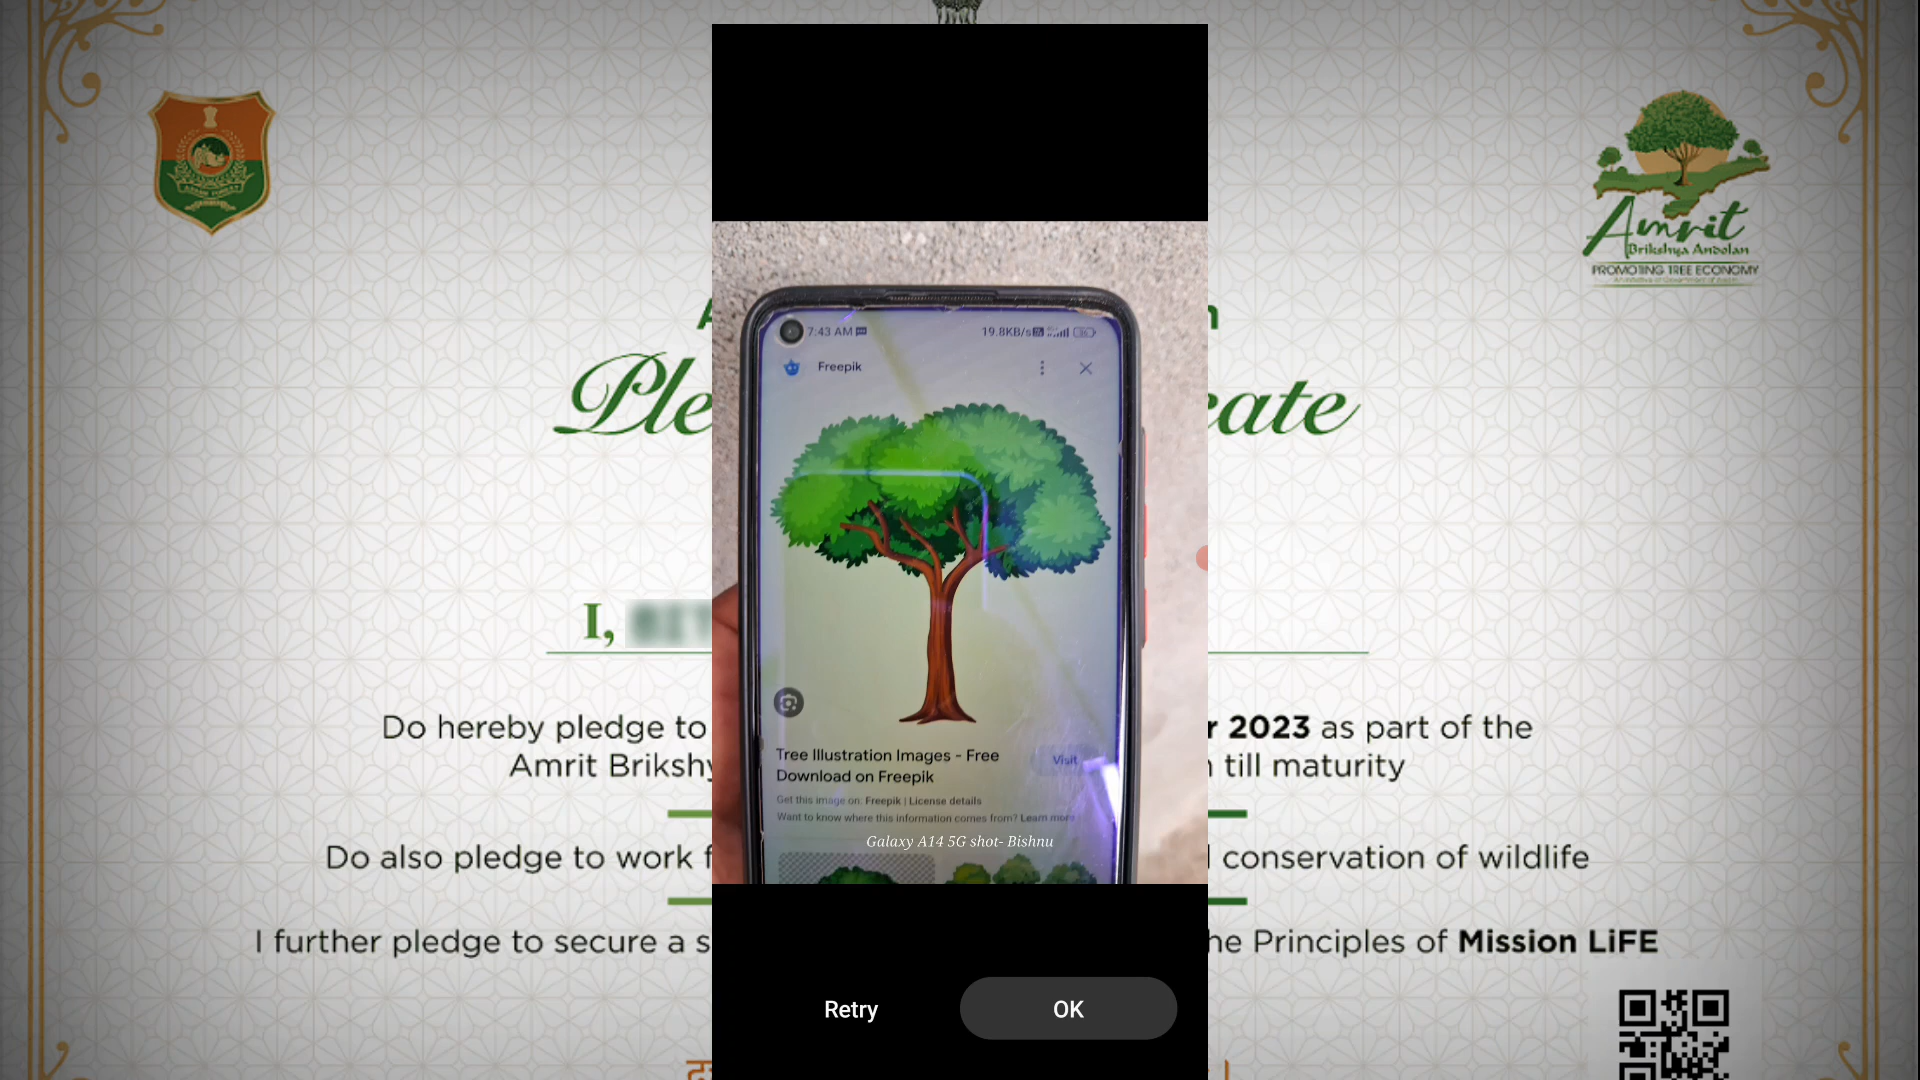 Amrit
Brikshya Andolan
PROMOTING TREE ECONOMY
Ple
cate
7:43 AM
19.8KB/s
Freepik
I,
Do hereby pledge to
r 2023 as part of the
Amrit Brikshy
till maturity
Tree Illustration Images - Free
Download on Freepik
Visit
Get this image on: Freepik | License details
Want to know where this information comes from? Learn more
Galaxy A14 5G shot- Bishnu
Do also pledge to work f
conservation of wildlife
I further pledge to secure a s
he Principles of Mission LiFE
Retry
OK